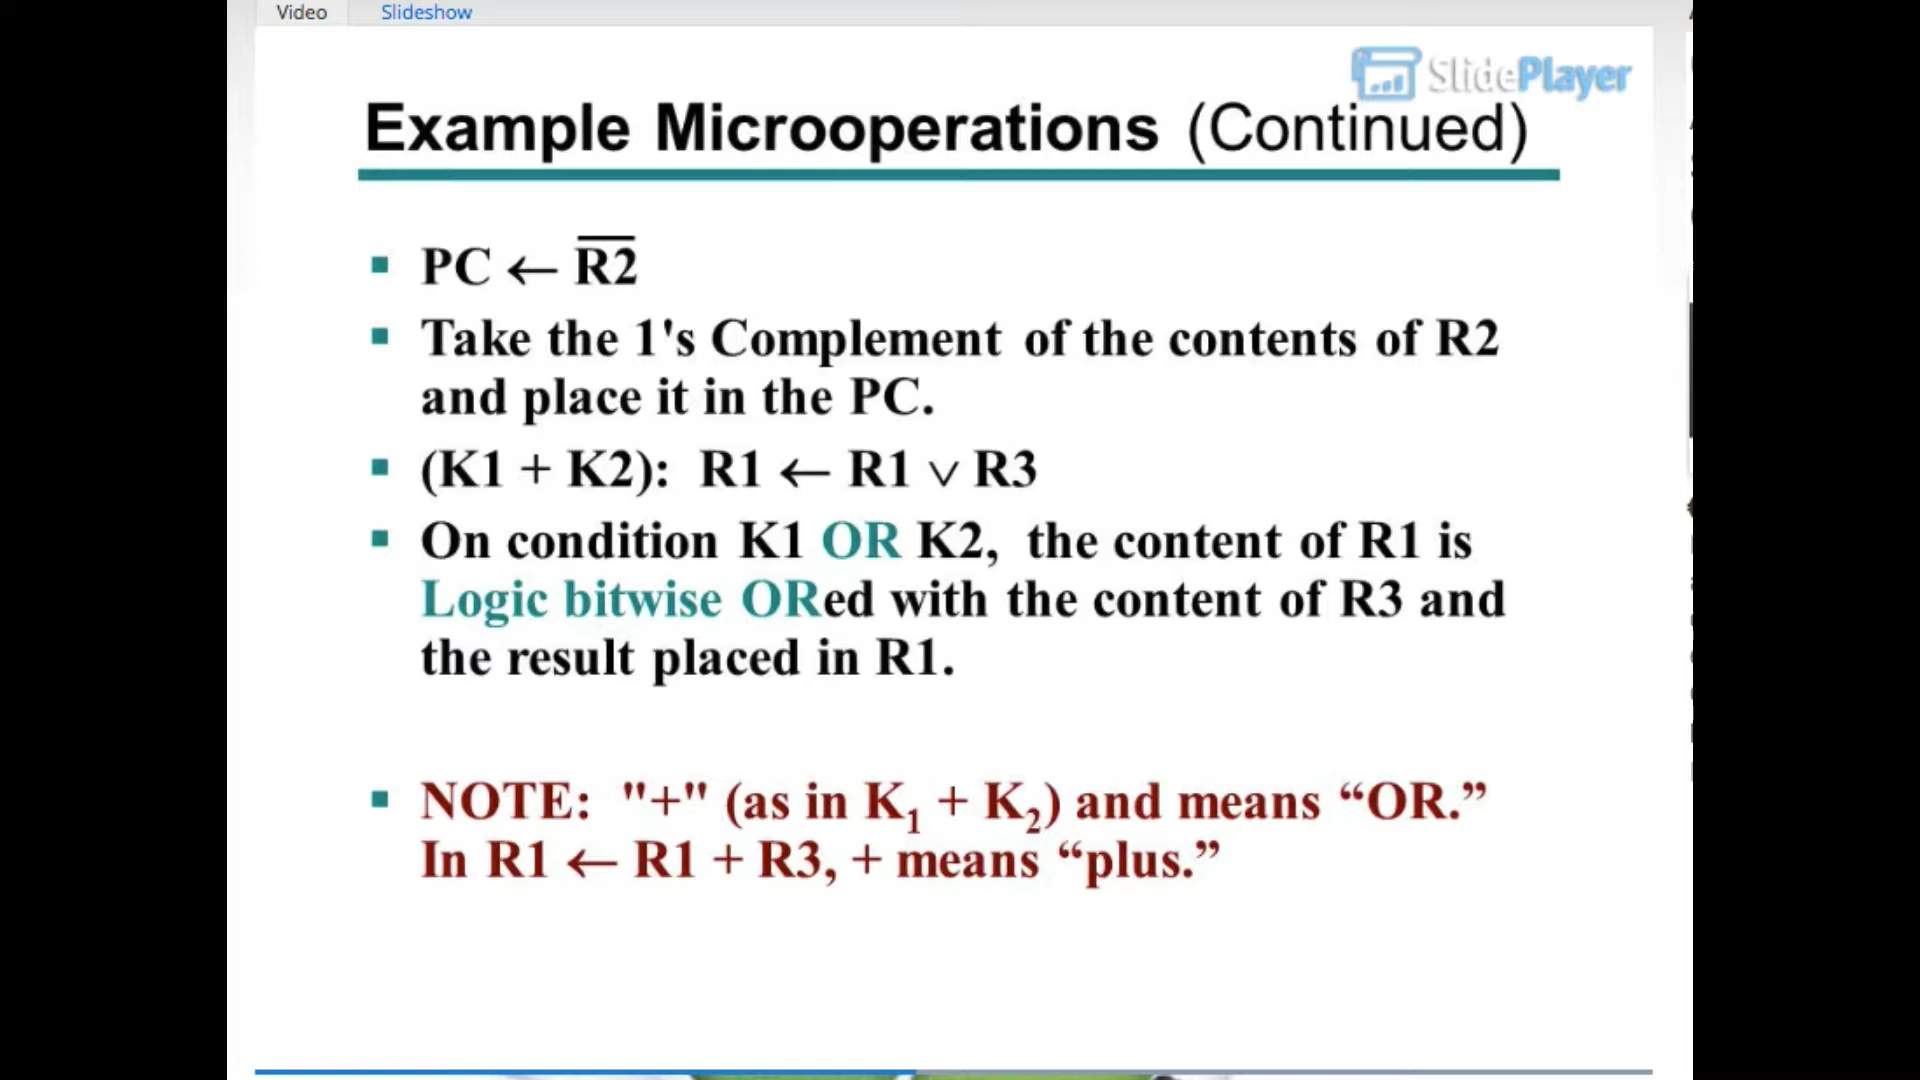 Video Slideshow
SlidePlayer
Example Microoperations (Continued)
▪ PC ← R̅2̅
▪ Take the 1's Complement of the contents of R2
and place it in the PC.
▪ (K1 + K2): R1 ← R1 ∨ R3
▪ On condition K1 OR K2, the content of R1 is
Logic bitwise ORed with the content of R3 and
the result placed in R1.
▪ NOTE: "+" (as in K₁ + K₂) and means “OR.”
In R1 ← R1 + R3, + means “plus.”